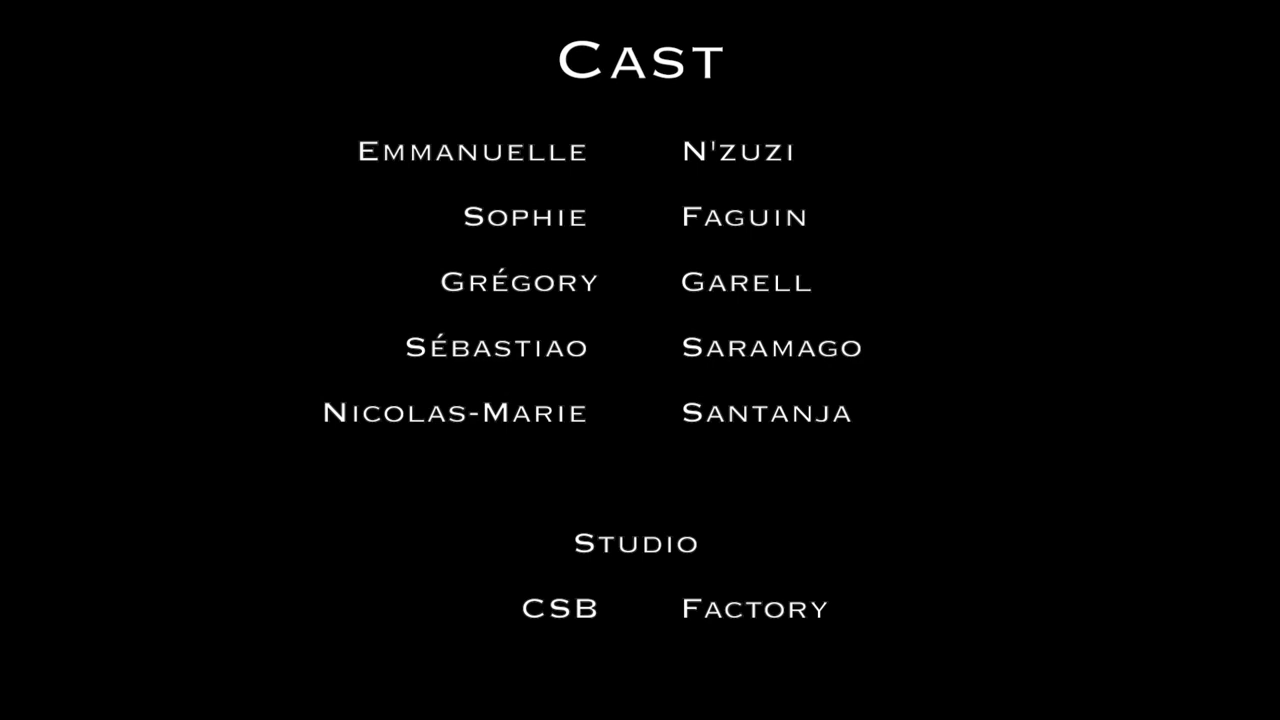 Cast
Emmanuelle N'zuzi
Sophie Faguin
Grégory Garell
Sébastiao Saramago
Nicolas-Marie Santanja
Studio
CSB Factory